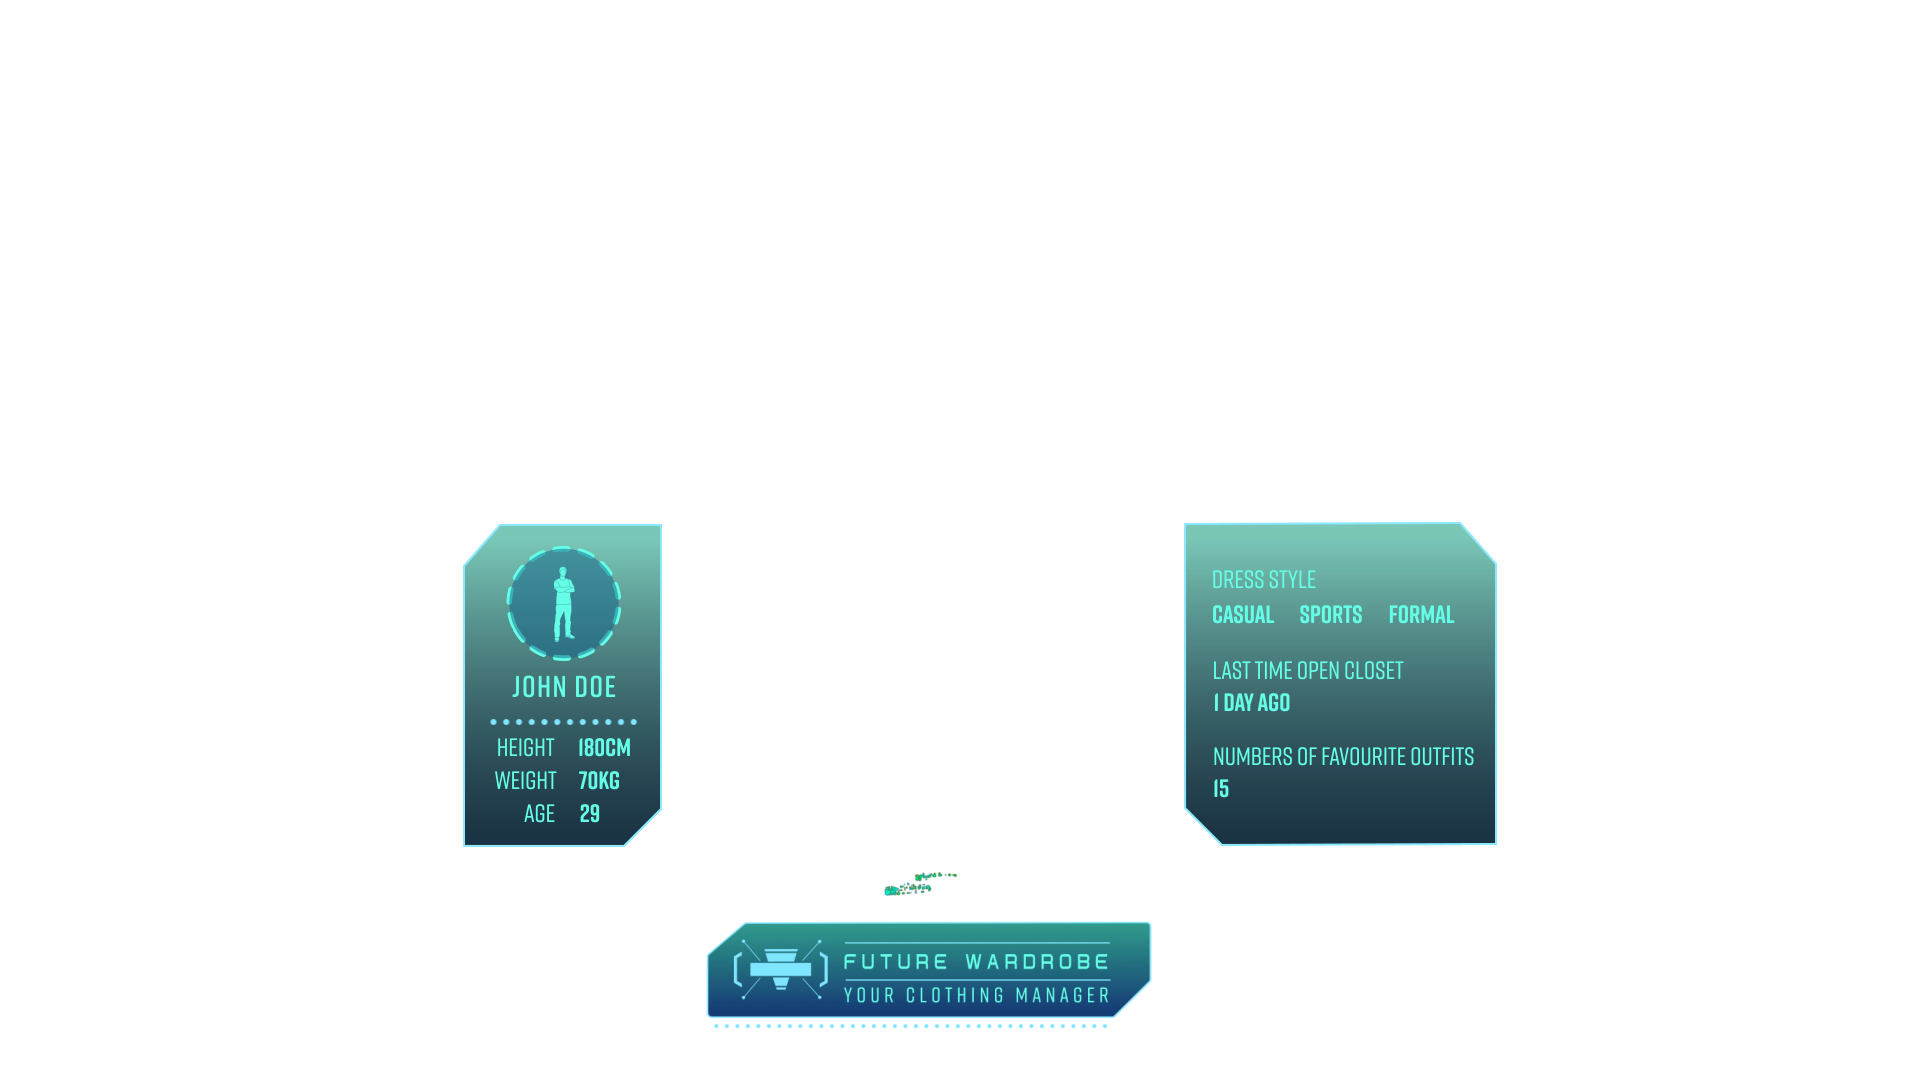 JOHN DOE
HEIGHT 180CM
WEIGHT 70KG
AGE 29
DRESS STYLE
CASUAL SPORTS FORMAL
LAST TIME OPEN CLOSET
1 DAY AGO
NUMBERS OF FAVOURITE OUTFITS
15
FUTURE WARDROBE
YOUR CLOTHING MANAGER